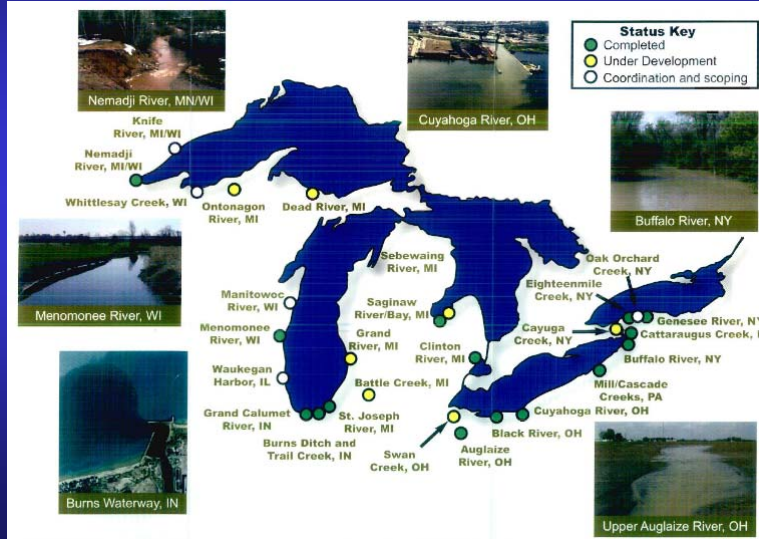 Status Key
Completed
Under Development
Coordination and scoping
Nemadji River, MN/WI
Cuyahoga River, OH
Buffalo River, NY
Knife
River, MI/WI
Nemadji
River, MI/WI
Whittlesay Creek, WI
Ontonagon
River, MI
Dead River, MI
Menomonee River, WI
Sebewaing
River, MI
Oak Orchard
Creek, NY
Eighteenmile
Creek, NY
Manitowoc
River, WI
Saginaw
River/Bay, MI
Genesee River, NY
Cayuga
Creek, NY
Cattaraugus Creek,
Menomonee
River, WI
Grand
River, MI
Clinton
River, MI
Buffalo River, NY
Waukegan
Harbor, IL
Battle Creek, MI
Mill/Cascade
Creeks, PA
Grand Calumet
River, IN
St. Joseph
River, MI
Cuyahoga River, OH
Burns Ditch and
Trail Creek, IN
Swan
Creek, OH
Black River, OH
Auglaize
River, OH
Burns Waterway, IN
Upper Auglaize River, OH